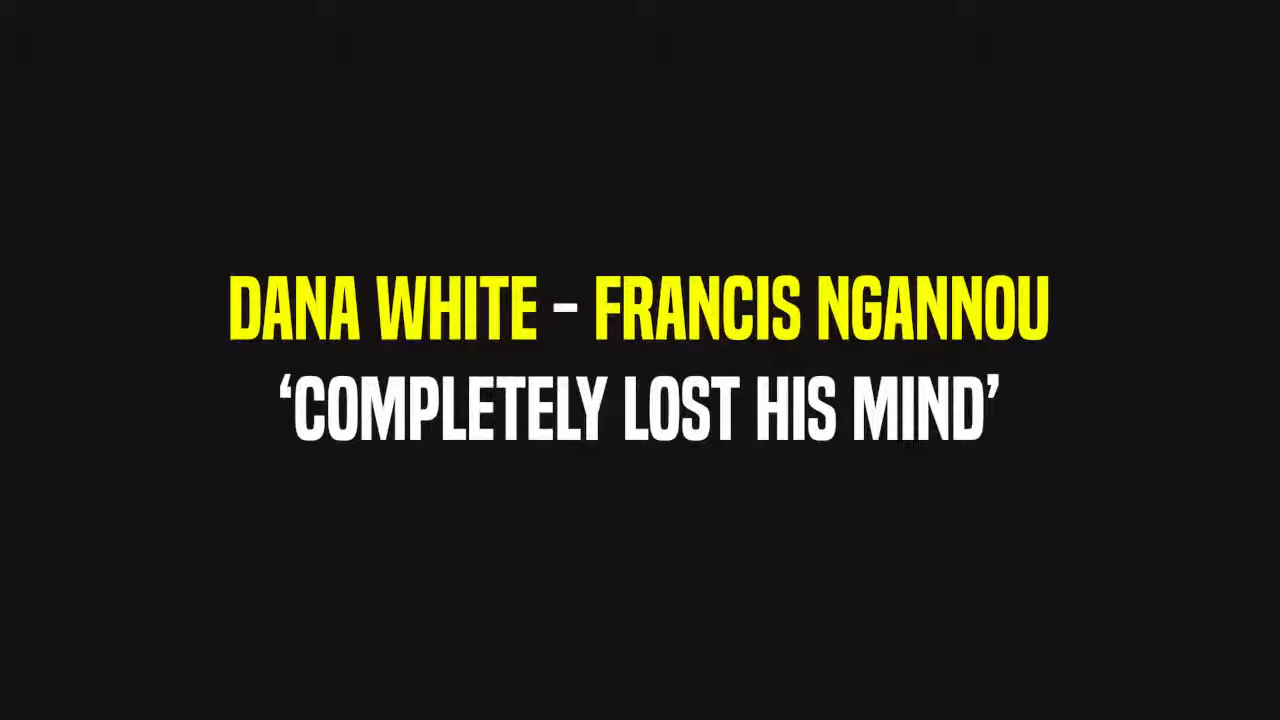 DANA WHITE – FRANCIS NGANNOU
‘COMPLETELY LOST HIS MIND’